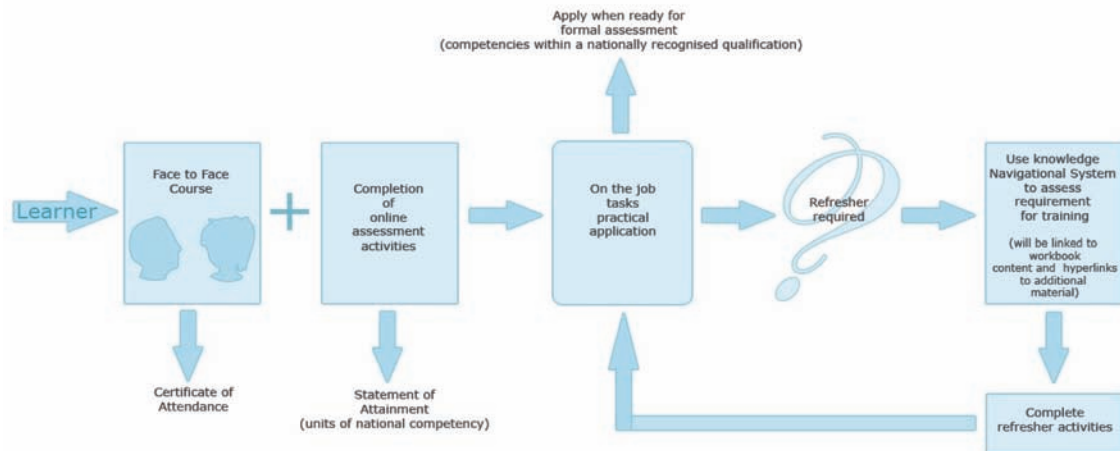 Learner
Face to Face
Course
Certificate of
Attendance
+
Completion
of
online
assessment
activities
Statement of
Attainment
(units of national competency)
Apply when ready for
formal assessment
(competencies within a nationally recognised qualification)
On the job
tasks
practical
application
Refresher
required
?
Use knowledge
Navigational System
to assess
requirement
for training
(will be linked to
workbook
content and hyperlinks
to additional
material)
Complete
refresher activities